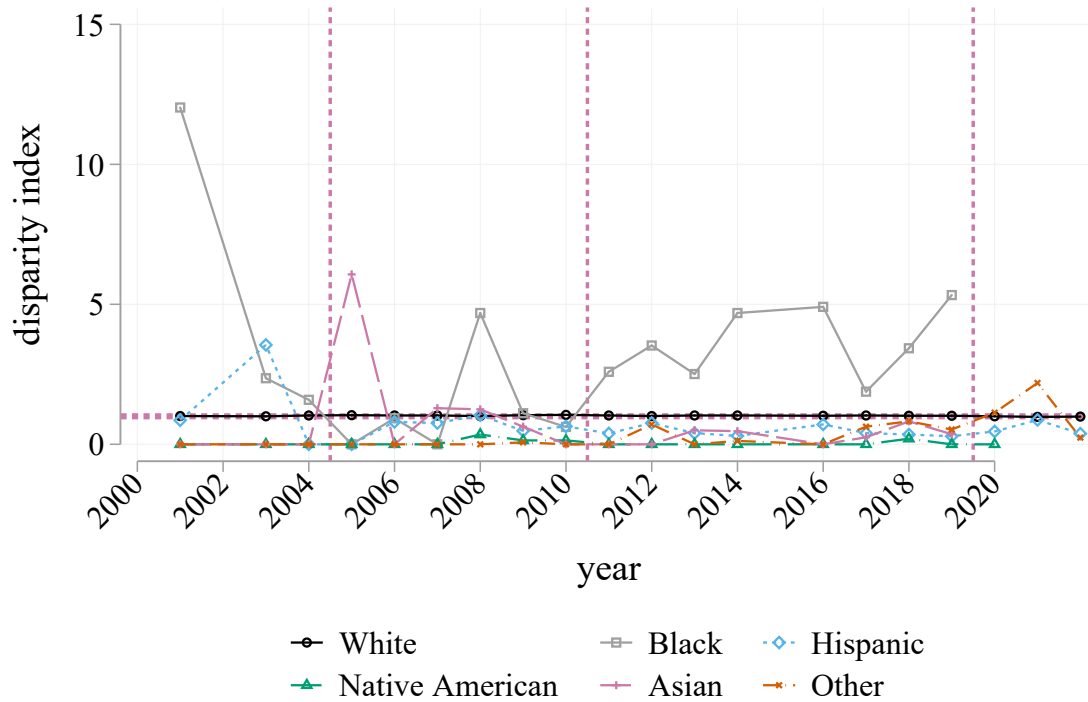 15
10
5
0
disparity index
2000 2002 2004 2006 2008 2010 2012 2014 2016 2018 2020
year
White Black Hispanic
Native American Asian Other